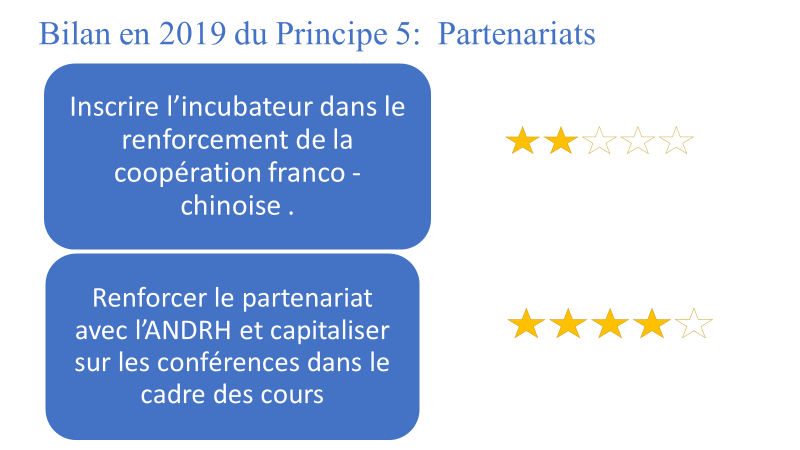 Bilan en 2019 du Principe 5:  Partenariats
Inscrire l’incubateur dans le
renforcement de la
coopération franco -
chinoise .
Renforcer le partenariat
avec l’ANDRH et capitaliser
sur les conférences dans le
cadre des cours